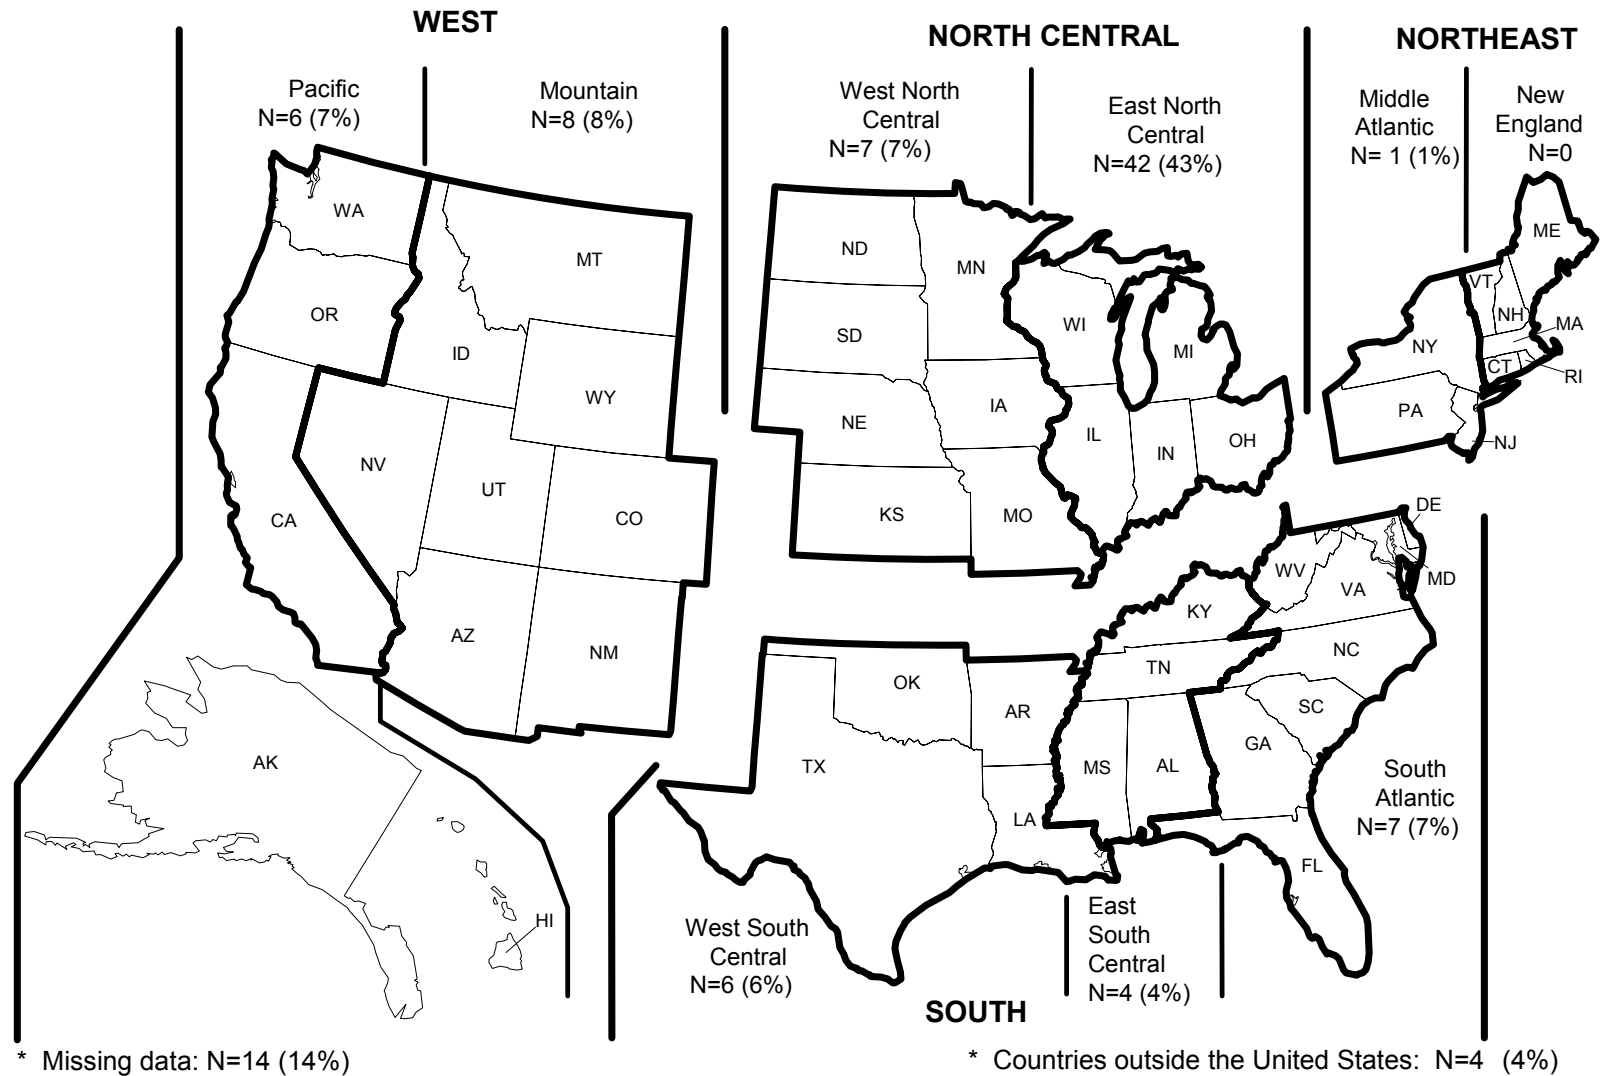 WEST
NORTH CENTRAL
NORTHEAST
Pacific
N=6 (7%)
Mountain
N=8 (8%)
West North
Central
N=7 (7%)
East North
Central
N=42 (43%)
Middle
Atlantic
N= 1 (1%)
New
England
N=0
WA
OR
CA
MT
ID
WY
NV
UT
CO
AZ
NM
AK
HI
ND
MN
SD
NE
IA
KS
MO
WI
MI
IL
IN
OH
ME
VT
NH
MA
NY
CT
RI
PA
NJ
DE
MD
WV
VA
KY
NC
TN
SC
GA
FL
OK
AR
TX
LA
MS
AL
South
Atlantic
N=7 (7%)
West South
Central
N=6 (6%)
East
South
Central
N=4 (4%)
SOUTH
* Missing data: N=14 (14%)
* Countries outside the United States: N=4 (4%)